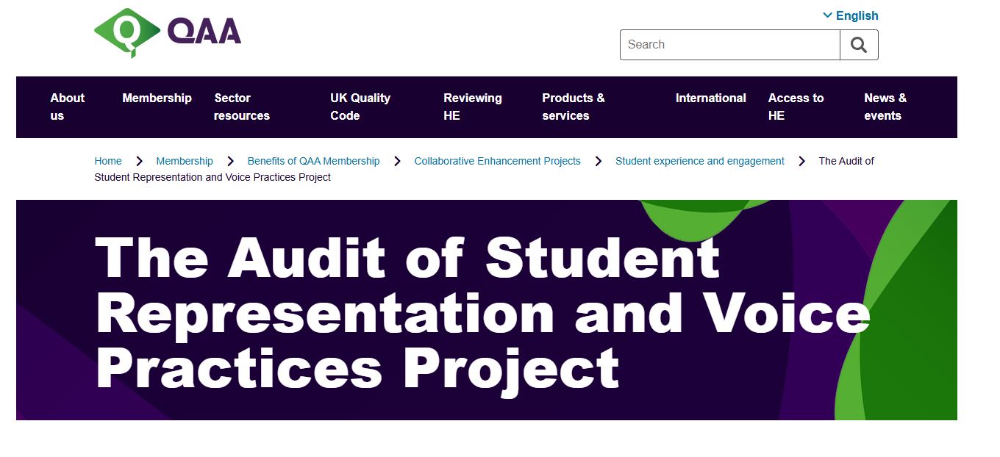 QAA
English
Search
About us
Membership
Sector resources
UK Quality Code
Reviewing HE
Products & services
International
Access to HE
News & events
Home > Membership > Benefits of QAA Membership > Collaborative Enhancement Projects > Student experience and engagement > The Audit of
Student Representation and Voice Practices Project
The Audit of Student
Representation and Voice
Practices Project